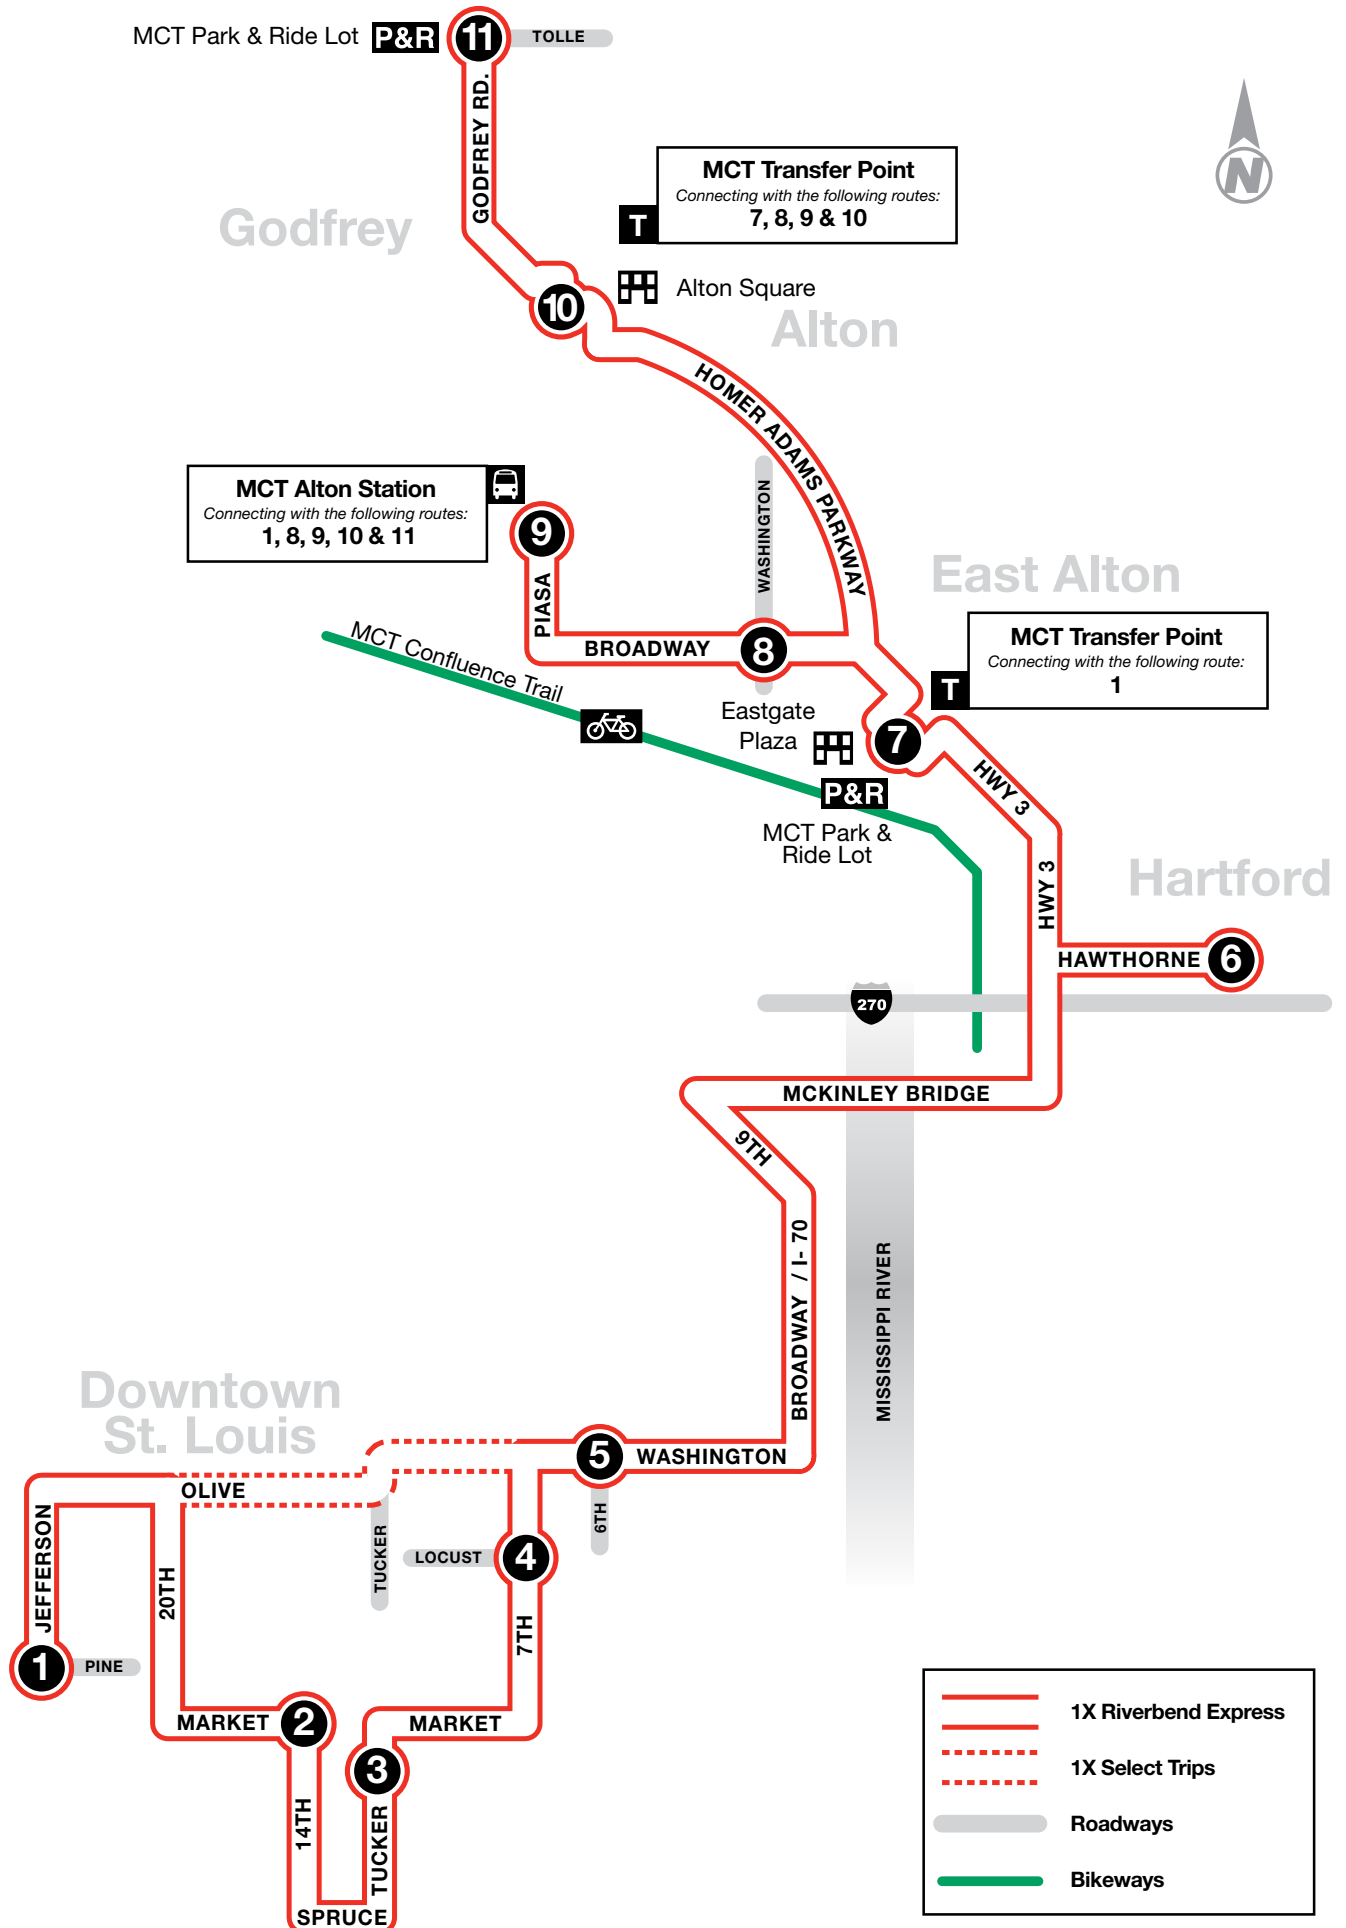 MCT Park & Ride Lot P&R 11 TOLLE
GODFREY RD.
N
MCT Transfer Point
Connecting with the following routes:
7, 8, 9 & 10
T
Godfrey
Alton Square
10
Alton
HOMER ADAMS PARKWAY
MCT Alton Station
Connecting with the following routes:
1, 8, 9, 10 & 11
9
PIASA
WASHINGTON
BROADWAY
8
East Alton
MCT Transfer Point
Connecting with the following route:
1
T
MCT Confluence Trail
Eastgate
Plaza
7
P&R
MCT Park &
Ride Lot
HWY 3
HWY 3
Hartford
HAWTHORNE
6
270
MCKINLEY BRIDGE
9TH
BROADWAY / I- 70
MISSISSIPPI RIVER
Downtown
St. Louis
5
WASHINGTON
OLIVE
6TH
TUCKER
LOCUST
4
JEFFERSON
20TH
7TH
1
PINE
MARKET
2
MARKET
3
14TH
TUCKER
SPRUCE
1X Riverbend Express
1X Select Trips
Roadways
Bikeways